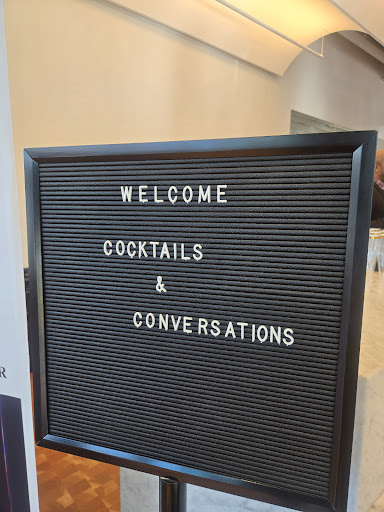 WELCOME
COCKTAILS
&
CONVERSATIONS
R